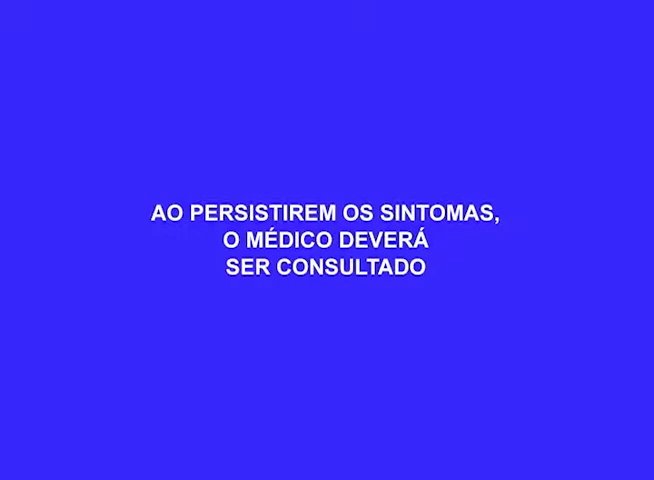 AO PERSISTIREM OS SINTOMAS,
O MÉDICO DEVERÁ
SER CONSULTADO